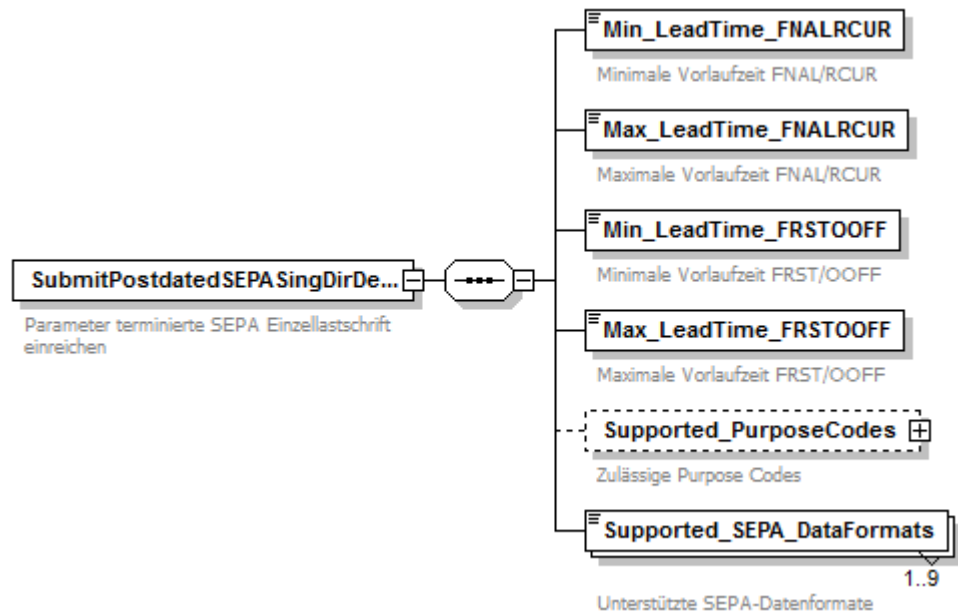 Min_LeadTime_FNALRCUR
Minimale Vorlaufzeit FNAL/RCUR
Max_LeadTime_FNALRCUR
Maximale Vorlaufzeit FNAL/RCUR
Min_LeadTime_FRSTOOFF
Minimale Vorlaufzeit FRST/OOFF
SubmitPostdatedSEPASingDirDe...
Parameter terminierte SEPA Einzellastschrift
einreichen
Max_LeadTime_FRSTOOFF
Maximale Vorlaufzeit FRST/OOFF
Supported_PurposeCodes
Zulässige Purpose Codes
Supported_SEPA_DataFormats
1..9
Unterstützte SEPA-Datenformate